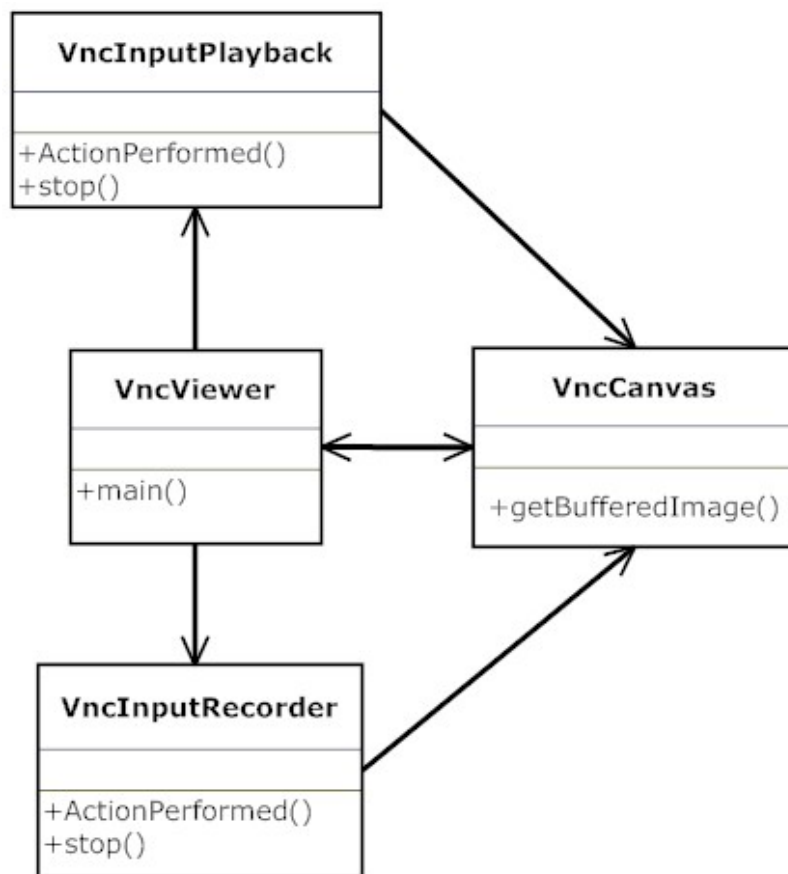 VncInputPlayback
+ActionPerformed()
+stop()
VncViewer
+main()
VncCanvas
+getBufferedImage()
VncInputRecorder
+ActionPerformed()
+stop()